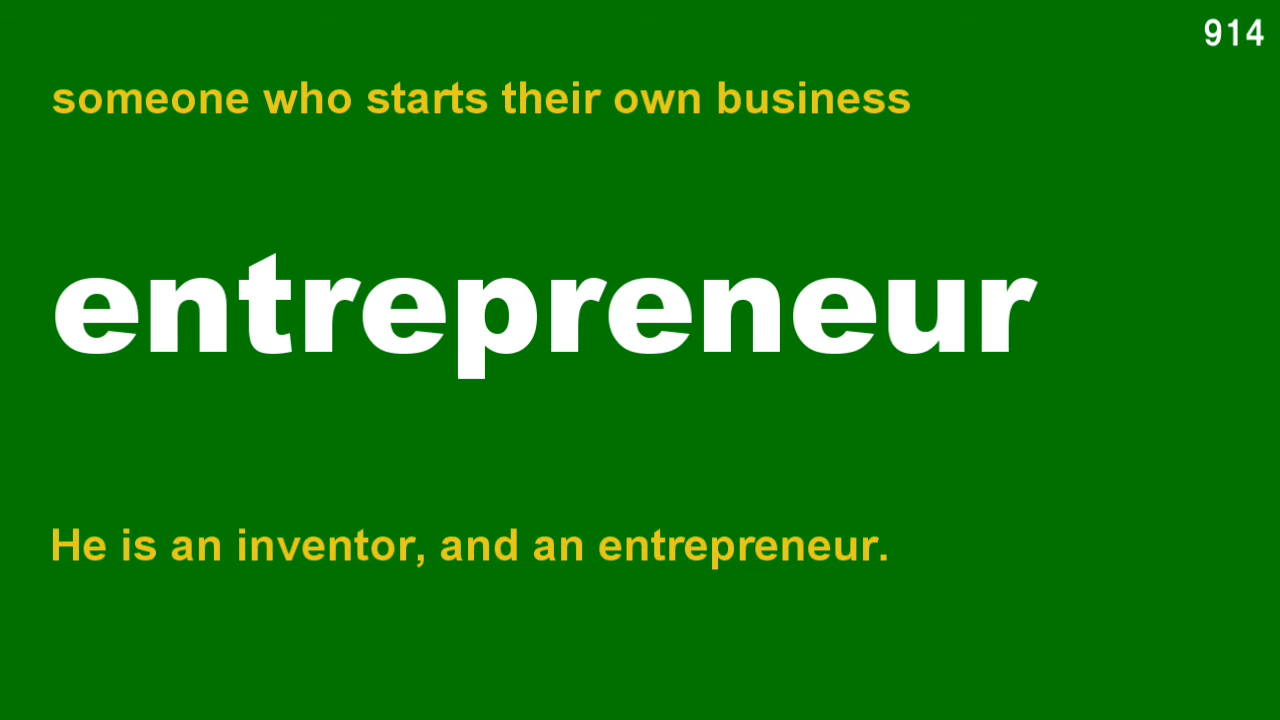 914
someone who starts their own business
entrepreneur
He is an inventor, and an entrepreneur.